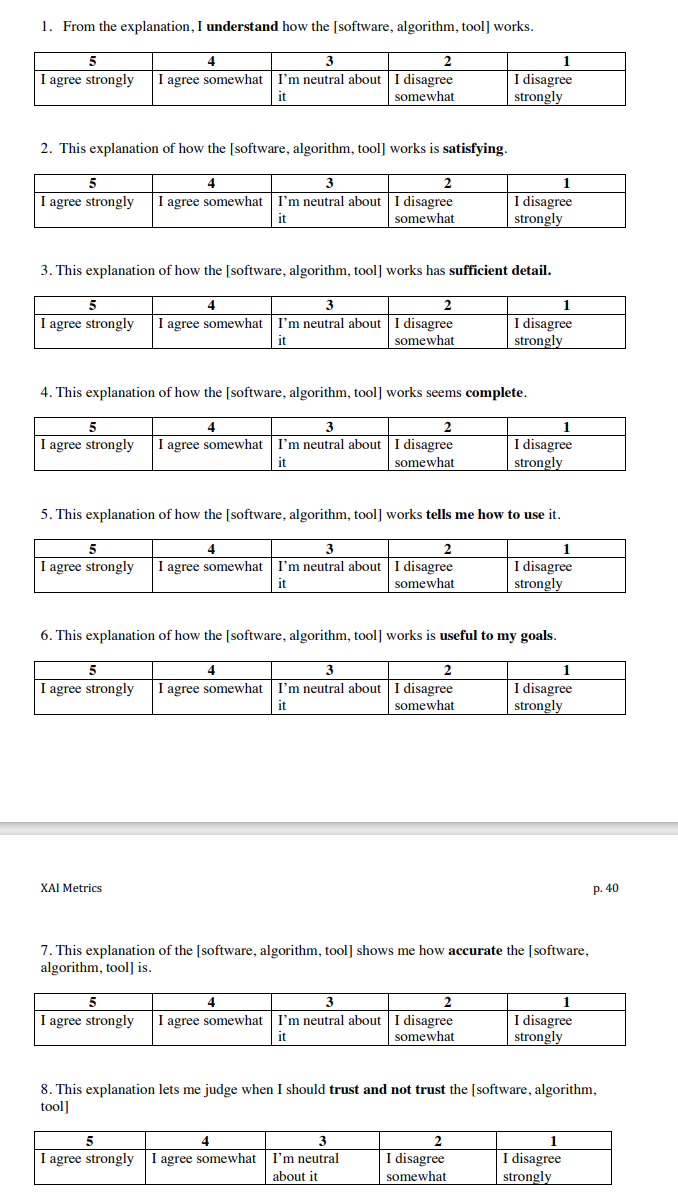 1. From the explanation, I understand how the [software, algorithm, tool] works.
5 4 3 2 1
I agree strongly I agree somewhat I'm neutral about it I disagree somewhat I disagree strongly
2. This explanation of how the [software, algorithm, tool] works is satisfying.
5 4 3 2 1
I agree strongly I agree somewhat I'm neutral about it I disagree somewhat I disagree strongly
3. This explanation of how the [software, algorithm, tool] works has sufficient detail.
5 4 3 2 1
I agree strongly I agree somewhat I'm neutral about it I disagree somewhat I disagree strongly
4. This explanation of how the [software, algorithm, tool] works seems complete.
5 4 3 2 1
I agree strongly I agree somewhat I'm neutral about it I disagree somewhat I disagree strongly
5. This explanation of how the [software, algorithm, tool] works tells me how to use it.
5 4 3 2 1
I agree strongly I agree somewhat I'm neutral about it I disagree somewhat I disagree strongly
6. This explanation of how the [software, algorithm, tool] works is useful to my goals.
5 4 3 2 1
I agree strongly I agree somewhat I'm neutral about it I disagree somewhat I disagree strongly
XAI Metrics p. 40
7. This explanation of the [software, algorithm, tool] shows me how accurate the [software,
algorithm, tool] is.
5 4 3 2 1
I agree strongly I agree somewhat I'm neutral about it I disagree somewhat I disagree strongly
8. This explanation lets me judge when I should trust and not trust the [software, algorithm,
tool]
5 4 3 2 1
I agree strongly I agree somewhat I'm neutral about it I disagree somewhat I disagree strongly